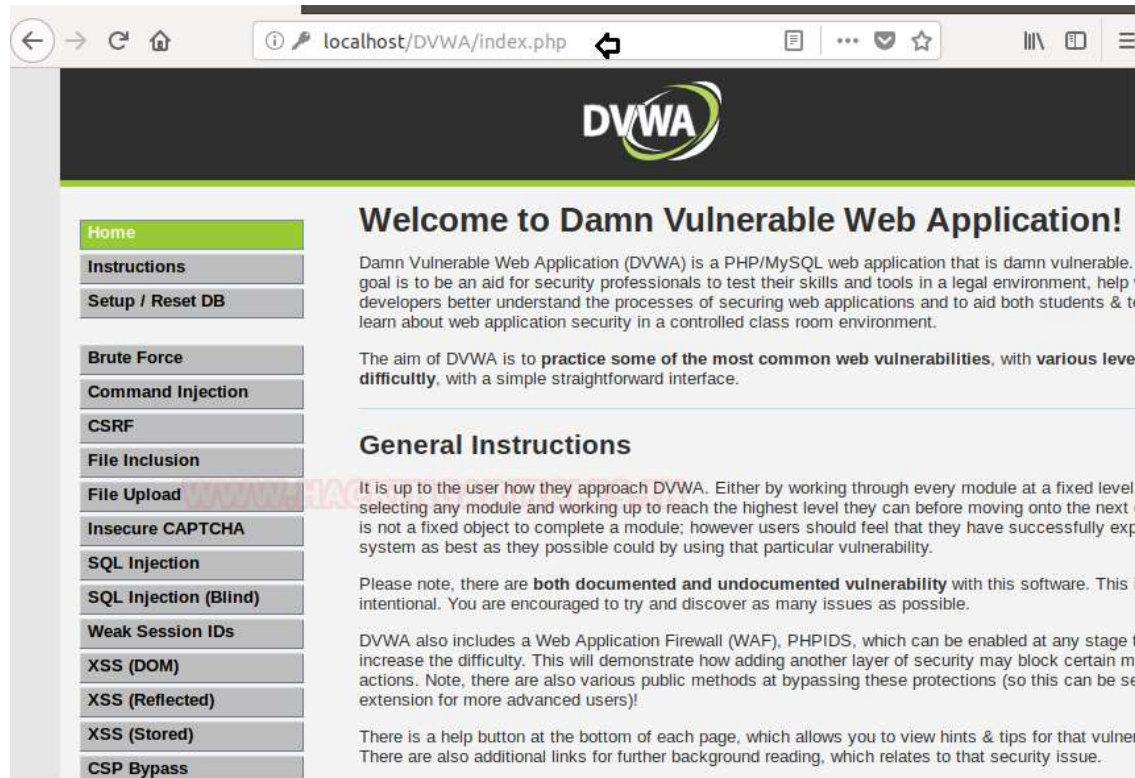 localhost/DVWA/index.php
DVWA
Home
Instructions
Setup / Reset DB
Brute Force
Command Injection
CSRF
File Inclusion
File Upload
Insecure CAPTCHA
SQL Injection
SQL Injection (Blind)
Weak Session IDs
XSS (DOM)
XSS (Reflected)
XSS (Stored)
CSP Bypass
Welcome to Damn Vulnerable Web Application!
Damn Vulnerable Web Application (DVWA) is a PHP/MySQL web application that is damn vulnerable.
goal is to be an aid for security professionals to test their skills and tools in a legal environment, help
developers better understand the processes of securing web applications and to aid both students &
learn about web application security in a controlled class room environment.
The aim of DVWA is to practice some of the most common web vulnerabilities, with various leve
difficultly, with a simple straightforward interface.
General Instructions
It is up to the user how they approach DVWA. Either by working through every module at a fixed level
selecting any module and working up to reach the highest level they can before moving onto the next
is not a fixed object to complete a module; however users should feel that they have successfully exp
system as best as they possible could by using that particular vulnerability.
Please note, there are both documented and undocumented vulnerability with this software. This
intentional. You are encouraged to try and discover as many issues as possible.
DVWA also includes a Web Application Firewall (WAF), PHPIDS, which can be enabled at any stage
increase the difficulty. This will demonstrate how adding another layer of security may block certain
actions. Note, there are also various public methods at bypassing these protections (so this can be se
extension for more advanced users)!
There is a help button at the bottom of each page, which allows you to view hints & tips for that vulner
There are also additional links for further background reading, which relates to that security issue.